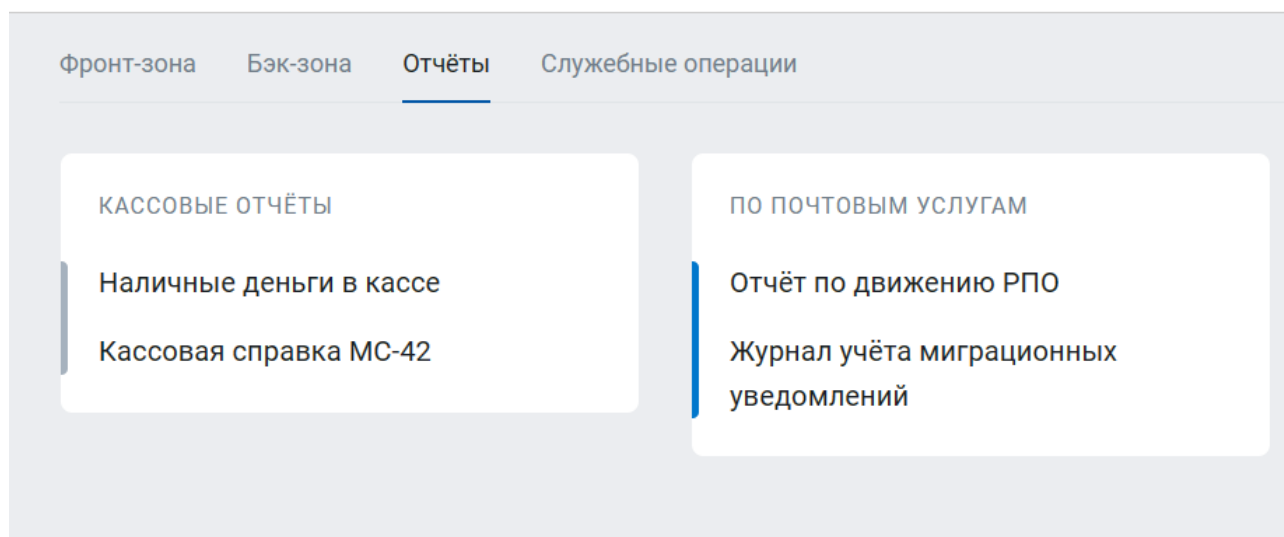 Фронт-зона Бэк-зона Отчёты Служебные операции
КАССОВЫЕ ОТЧЁТЫ
Наличные деньги в кассе
Кассовая справка МС-42
ПО ПОЧТОВЫМ УСЛУГАМ
Отчёт по движению РПО
Журнал учёта миграционных
уведомлений